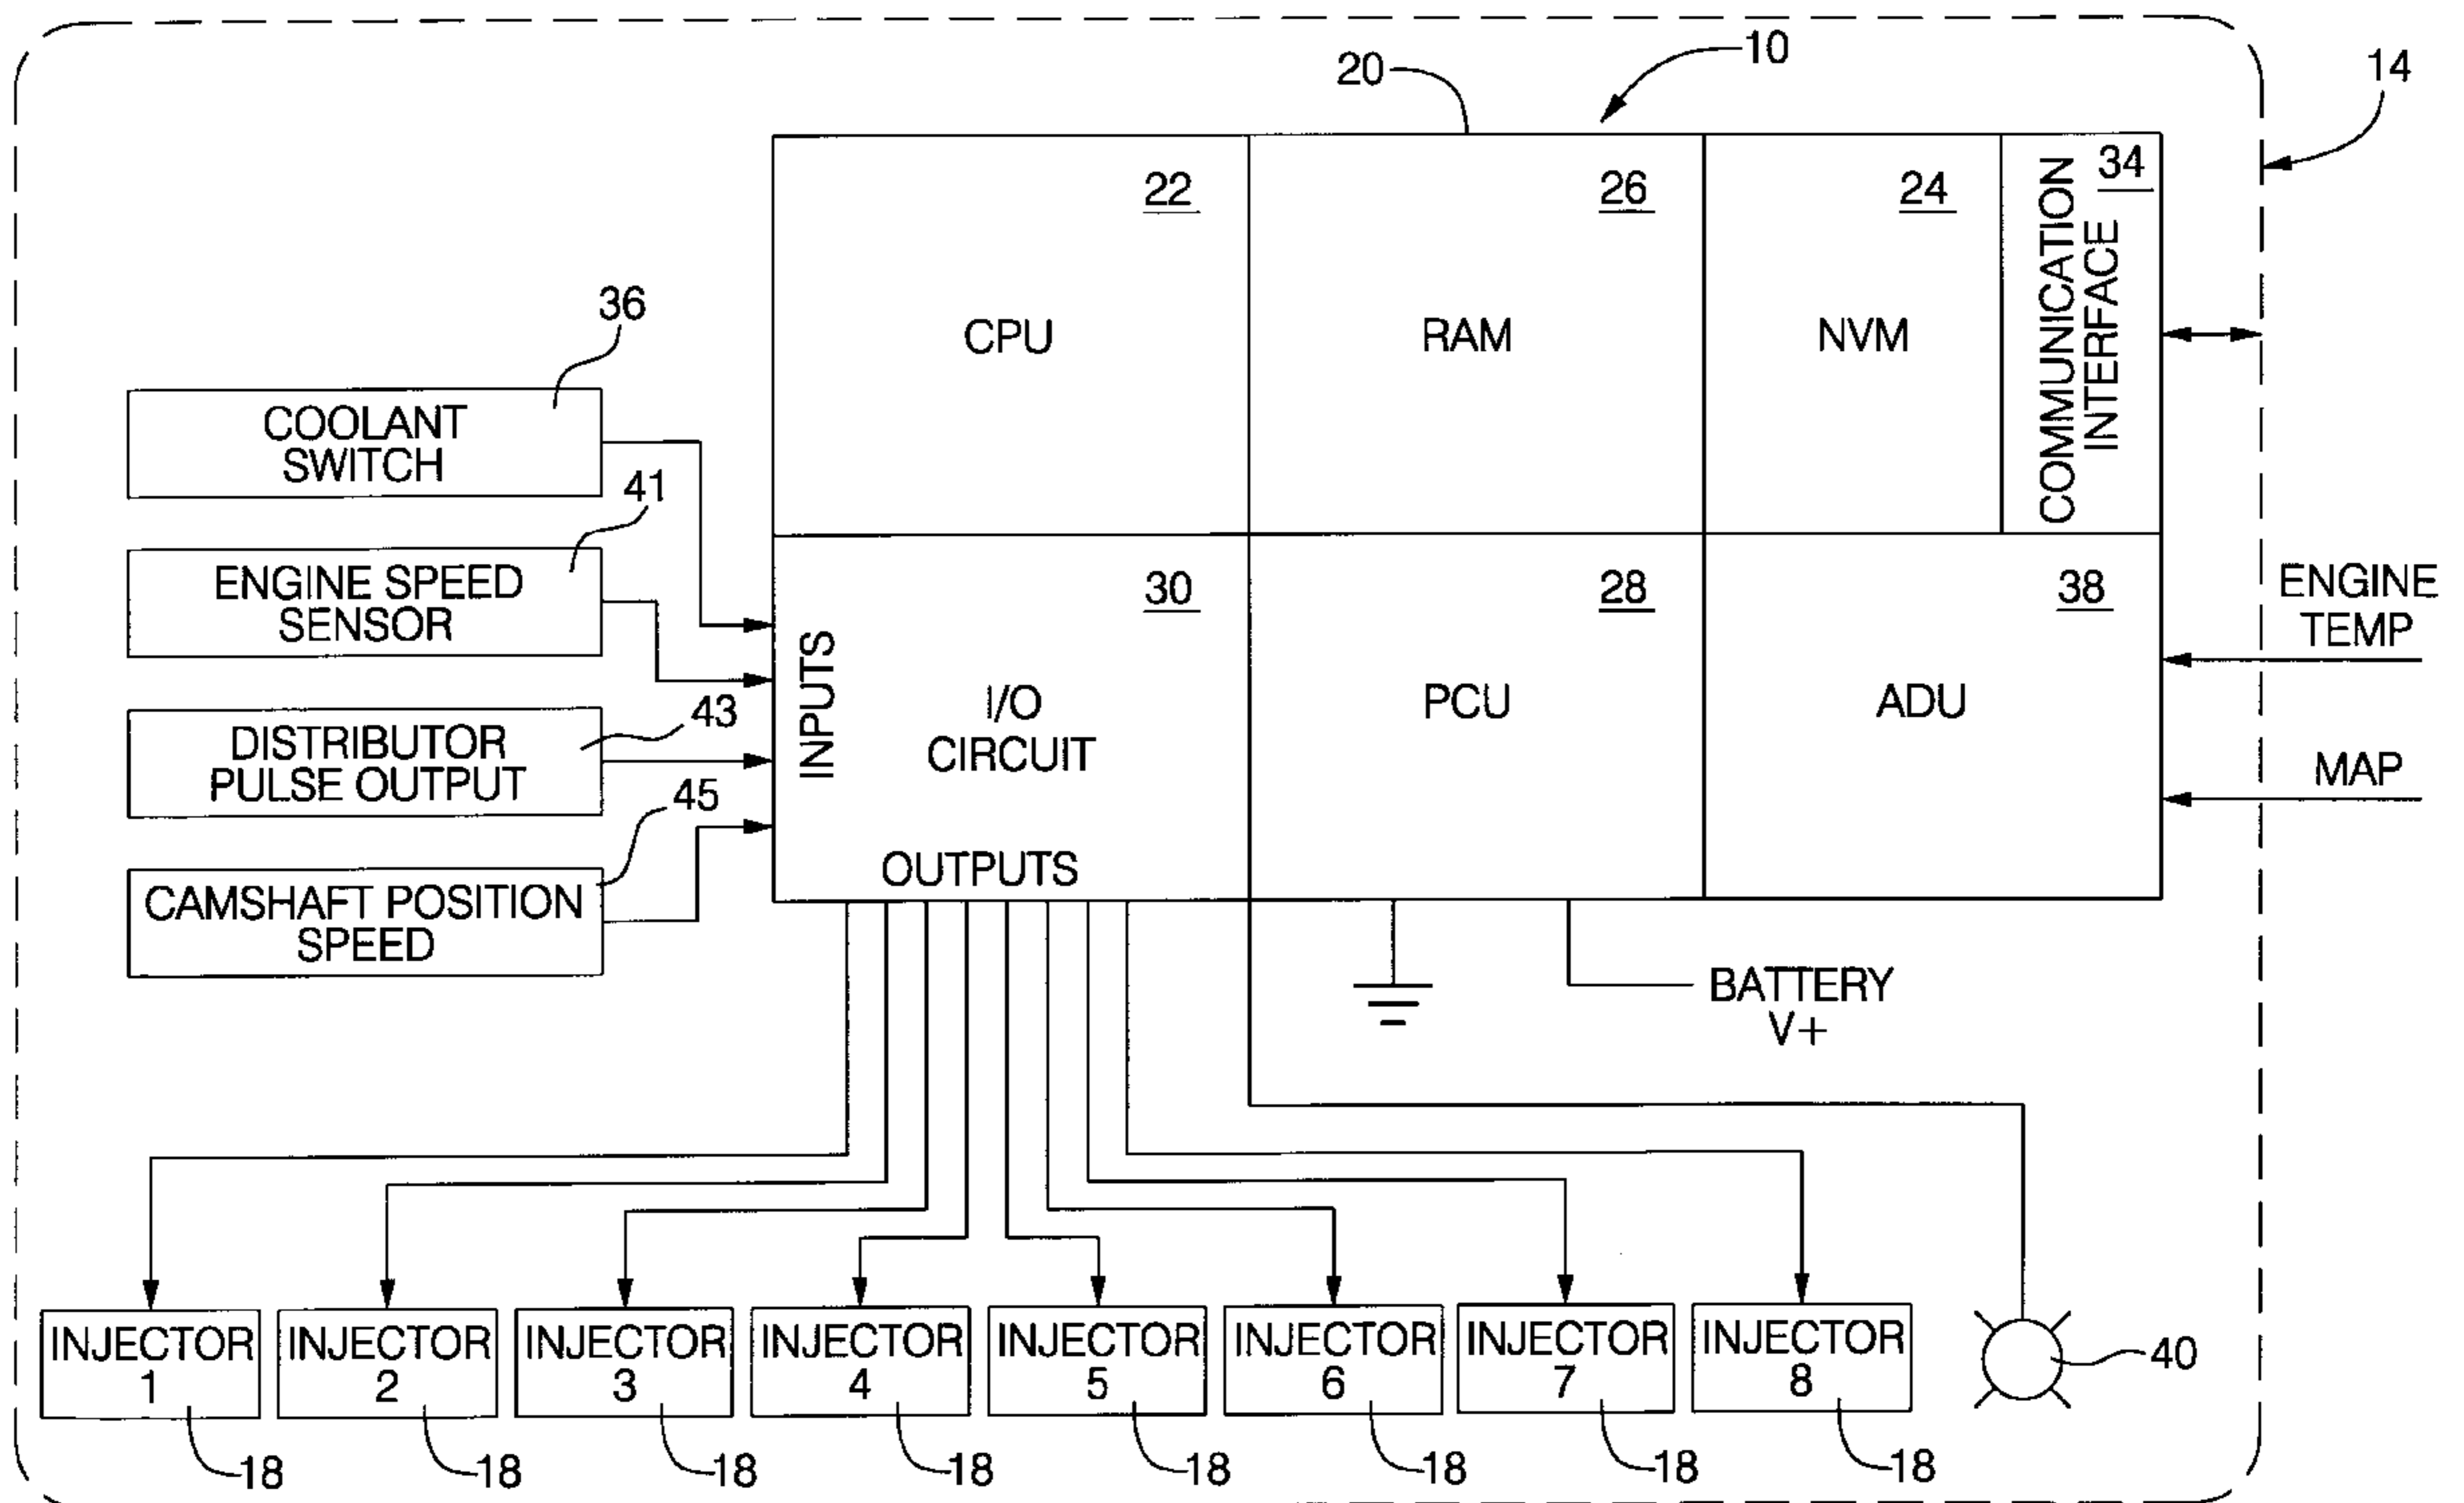 10
20
14
22
26
24
34
COMMUNICATION
INTERFACE
CPU
RAM
NVM
36
COOLANT
SWITCH
41
ENGINE SPEED
SENSOR
43
DISTRIBUTOR
PULSE OUTPUT
45
CAMSHAFT POSITION
SPEED
30
28
38
INPUTS
I/O
CIRCUIT
PCU
ADU
OUTPUTS
ENGINE
TEMP
MAP
BATTERY
V+
INJECTOR
1
INJECTOR
2
INJECTOR
3
INJECTOR
4
INJECTOR
5
INJECTOR
6
INJECTOR
7
INJECTOR
8
40
18
18
18
18
18
18
18
18